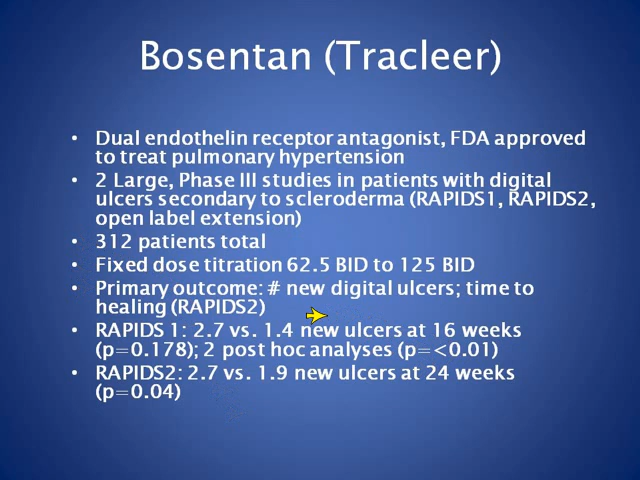 Bosentan (Tracleer)
• Dual endothelin receptor antagonist, FDA approved
to treat pulmonary hypertension
• 2 Large, Phase III studies in patients with digital
ulcers secondary to scleroderma (RAPIDS1, RAPIDS2,
open label extension)
• 312 patients total
• Fixed dose titration 62.5 BID to 125 BID
• Primary outcome: # new digital ulcers; time to
healing (RAPIDS2)
• RAPIDS 1: 2.7 vs. 1.4 new ulcers at 16 weeks
(p=0.178); 2 post hoc analyses (p=<0.01)
• RAPIDS2: 2.7 vs. 1.9 new ulcers at 24 weeks
(p=0.04)